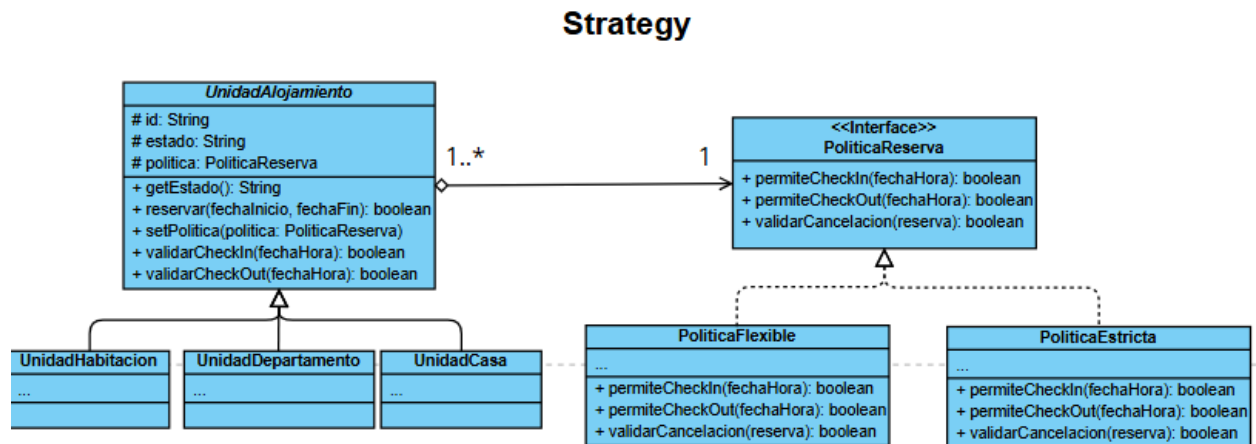 Strategy
UnidadAlojamiento
# id: String
# estado: String
# politica: PoliticaReserva
+ getEstado(): String
+ reservar(fechaInicio, fechaFin): boolean
+ setPolitica(politica: PoliticaReserva)
+ validarCheckIn(fechaHora): boolean
+ validarCheckOut(fechaHora): boolean
1..*
1
<<Interface>>
PoliticaReserva
+ permiteCheckIn(fechaHora): boolean
+ permiteCheckOut(fechaHora): boolean
+ validarCancelacion(reserva): boolean
UnidadHabitacion
...
UnidadDepartamento
...
UnidadCasa
...
PoliticaFlexible
...
+ permiteCheckIn(fechaHora): boolean
+ permiteCheckOut(fechaHora): boolean
+ validarCancelacion(reserva): boolean
PoliticaEstricta
...
+ permiteCheckIn(fechaHora): boolean
+ permiteCheckOut(fechaHora): boolean
+ validarCancelacion(reserva): boolean